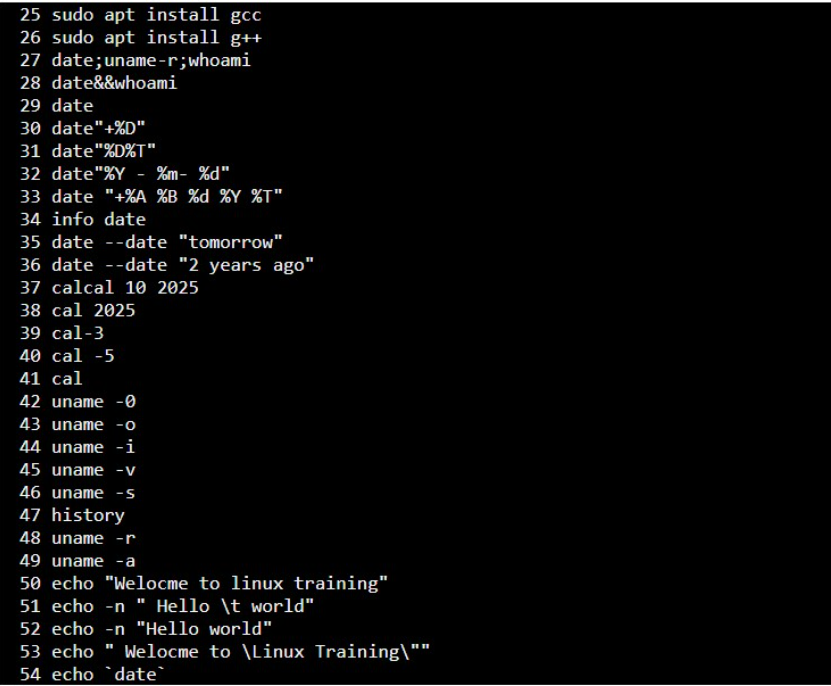 25 sudo apt install gcc
26 sudo apt install g++
27 date;uname-r;whoami
28 date&&whoami
29 date
30 date"+%D"
31 date"%D%T"
32 date"%Y - %m- %d"
33 date "+%A %B %d %Y %T"
34 info date
35 date --date "tomorrow"
36 date --date "2 years ago"
37 calcal 10 2025
38 cal 2025
39 cal-3
40 cal -5
41 cal
42 uname -0
43 uname -o
44 uname -i
45 uname -v
46 uname -s
47 history
48 uname -r
49 uname -a
50 echo "Welocme to linux training"
51 echo -n " Hello \t world"
52 echo -n "Hello world"
53 echo " Welocme to \Linux Training\""
54 echo `date`